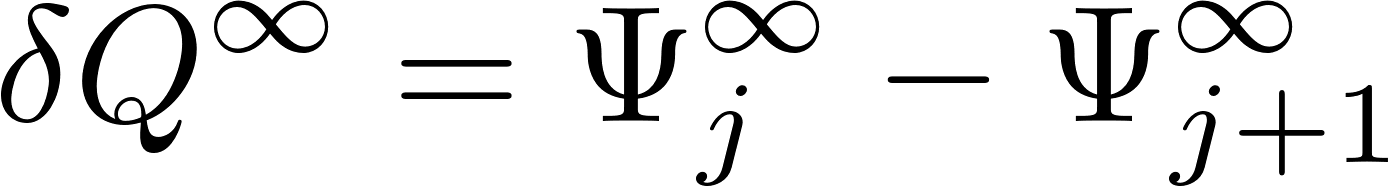 δQ^∞ = Ψ_j^∞ − Ψ_{j+1}^∞